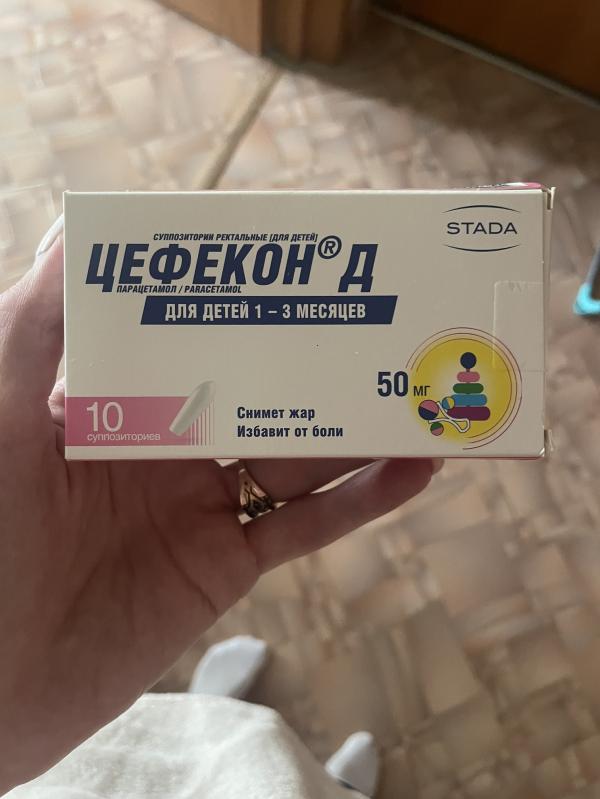 STADA
СУППОЗИТОРИИ РЕКТАЛЬНЫЕ [ДЛЯ ДЕТЕЙ]
ЦЕФЕКОН® Д
ПАРАЦЕТАМОЛ / PARACETAMOL
ДЛЯ ДЕТЕЙ 1 – 3 МЕСЯЦЕВ
50 МГ
10
суппозиториев
Снимет жар
Избавит от боли